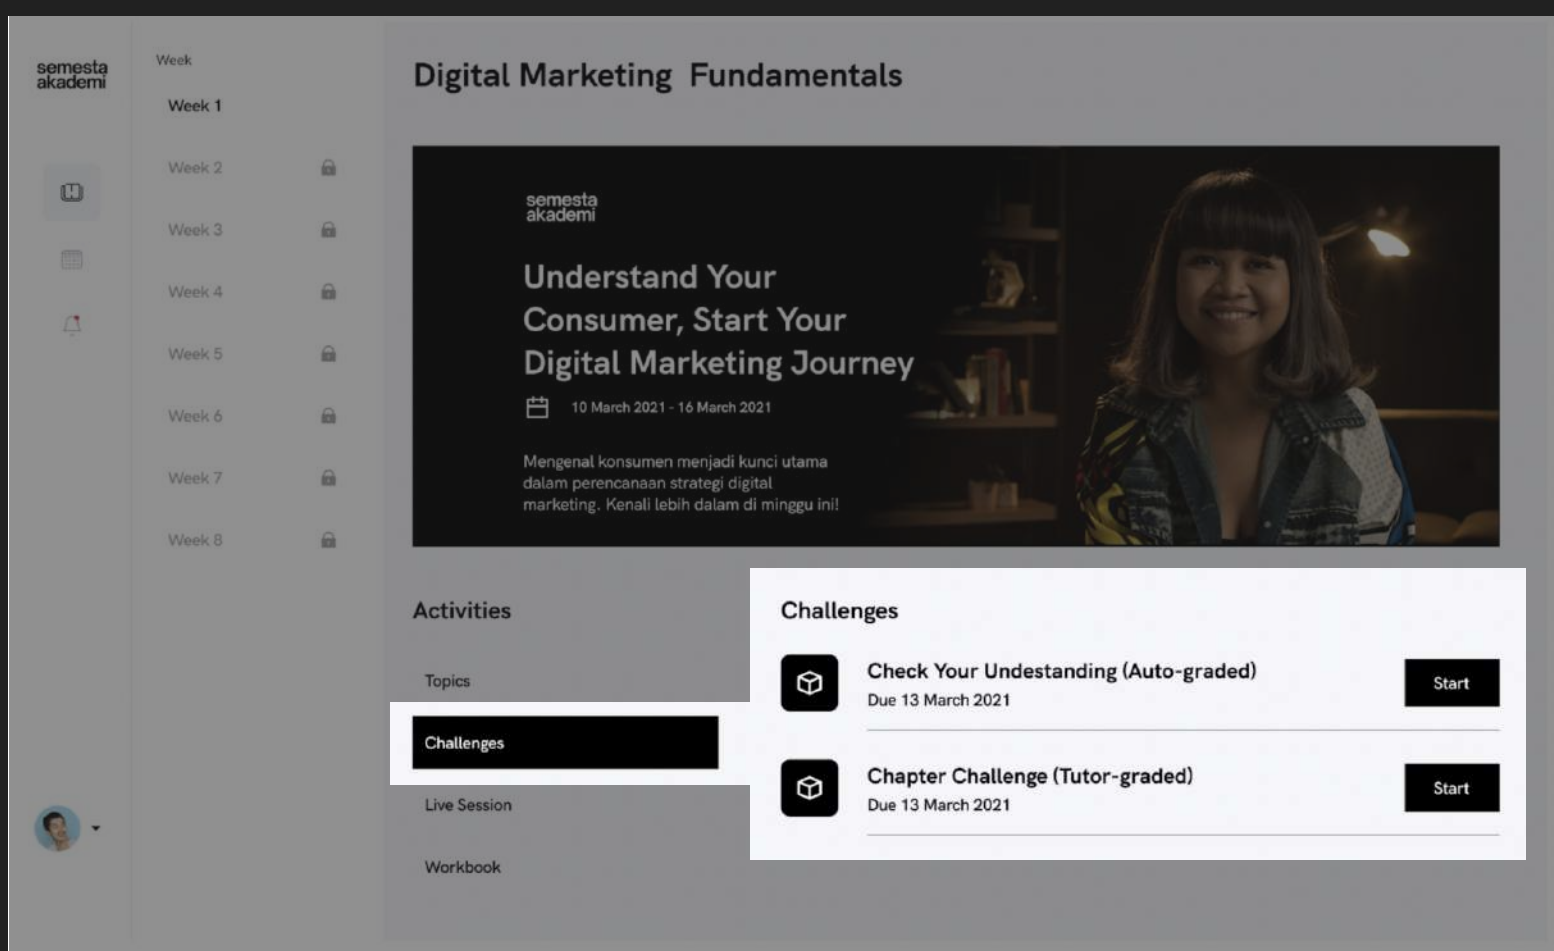 semesta
akademi
Week
Week 1
Week 2
Week 3
Week 4
Week 5
Week 6
Week 7
Week 8
Digital Marketing Fundamentals
semesta
akademi
Understand Your
Consumer, Start Your
Digital Marketing Journey
10 March 2021 - 16 March 2021
Mengenal konsumen menjadi kunci utama
dalam perencanaan strategi digital
marketing. Kenali lebih dalam di minggu ini!
Activities
Topics
Challenges
Live Session
Workbook
Challenges
Check Your Undestanding (Auto-graded)
Due 13 March 2021
Start
Chapter Challenge (Tutor-graded)
Due 13 March 2021
Start